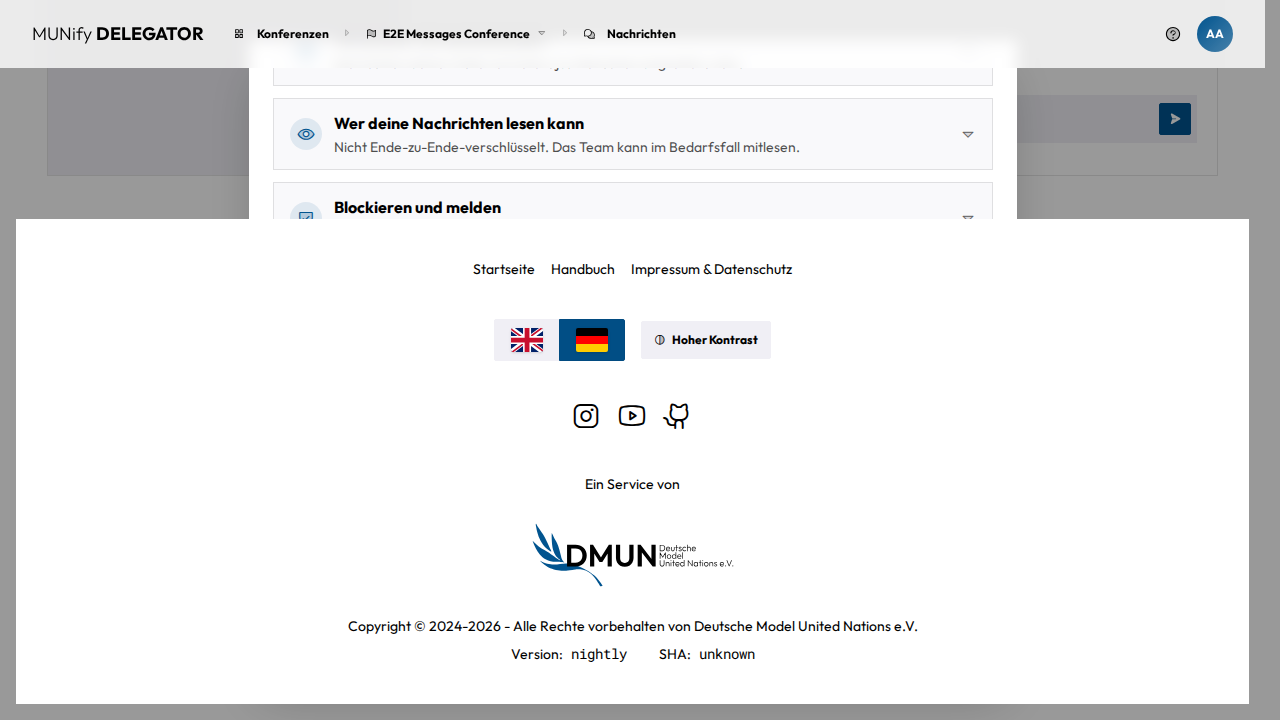 MUNify DELEGATOR
Konferenzen
E2E Messages Conference
Nachrichten
AA
Wer deine Nachrichten lesen kann
Nicht Ende-zu-Ende-verschlüsselt. Das Team kann im Bedarfsfall mitlesen.
Blockieren und melden
Startseite
Handbuch
Impressum & Datenschutz
Hoher Kontrast
Ein Service von
DMUN
Deutsche
Model
United Nations e.V.
Copyright © 2024-2026 - Alle Rechte vorbehalten von Deutsche Model United Nations e.V.
Version: nightly
SHA: unknown